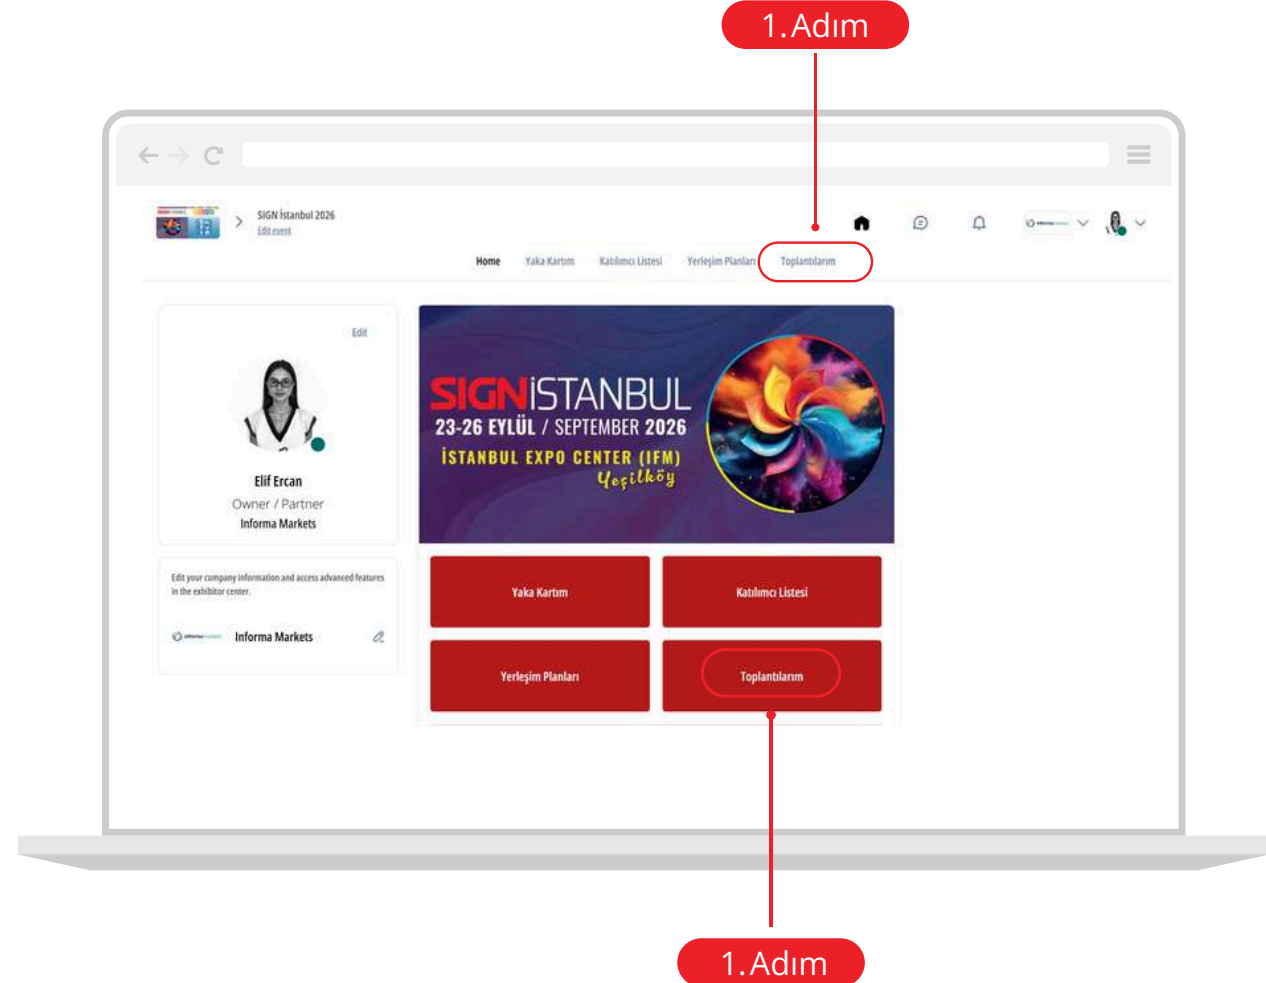 1. Adım
SIGN İstanbul 2026
Edit event
Home
Yaka Kartım
Katılımcı Listesi
Yerleşim Planları
Toplantılarım
Edit
Elif Ercan
Owner / Partner
Informa Markets
Edit your company information and access advanced features
in the exhibitor center.
Informa Markets
SIGNİSTANBUL
23-26 EYLÜL / SEPTEMBER 2026
İSTANBUL EXPO CENTER (IFM)
Yeşilköy
Yaka Kartım
Katılımcı Listesi
Yerleşim Planları
Toplantılarım
1. Adım